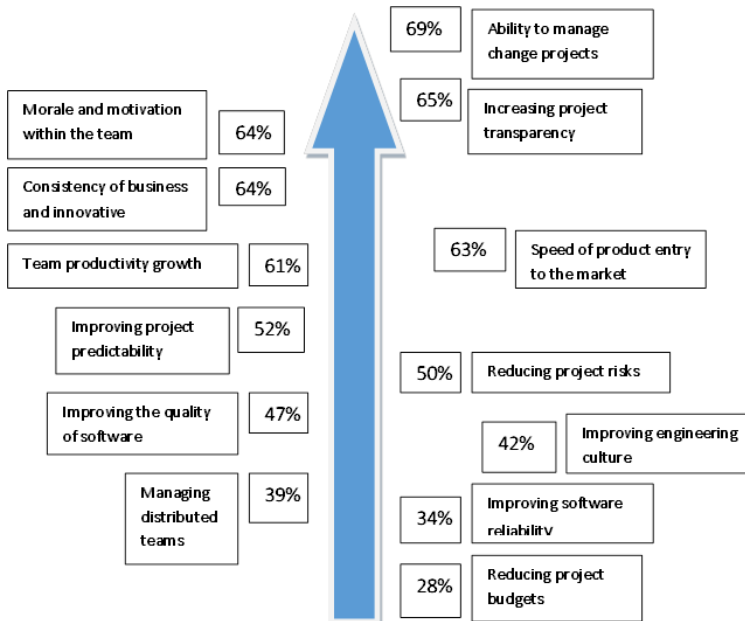 69%
Ability to manage
change projects
65%
Increasing project
transparency
Morale and motivation
within the team
64%
Consistency of business
and innovative
64%
Team productivity growth
61%
63%
Speed of product entry
to the market
Improving project
predictability
52%
50%
Reducing project risks
Improving the quality
of software
47%
42%
Improving engineering
culture
Managing
distributed
teams
39%
34%
Improving software
reliability
28%
Reducing project
budgets